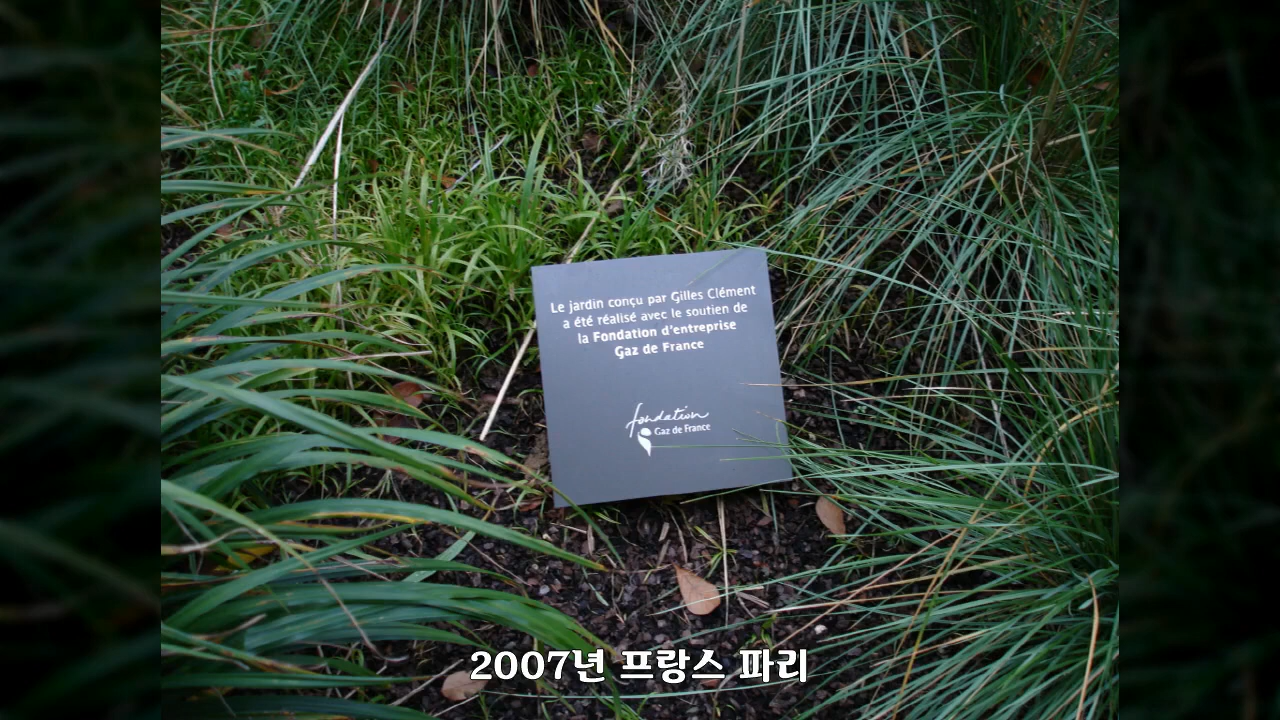 Le jardin conçu par Gilles Clément
a été réalisé avec le soutien de
la Fondation d'entreprise
Gaz de France
fondation
Gaz de France
2007년 프랑스 파리